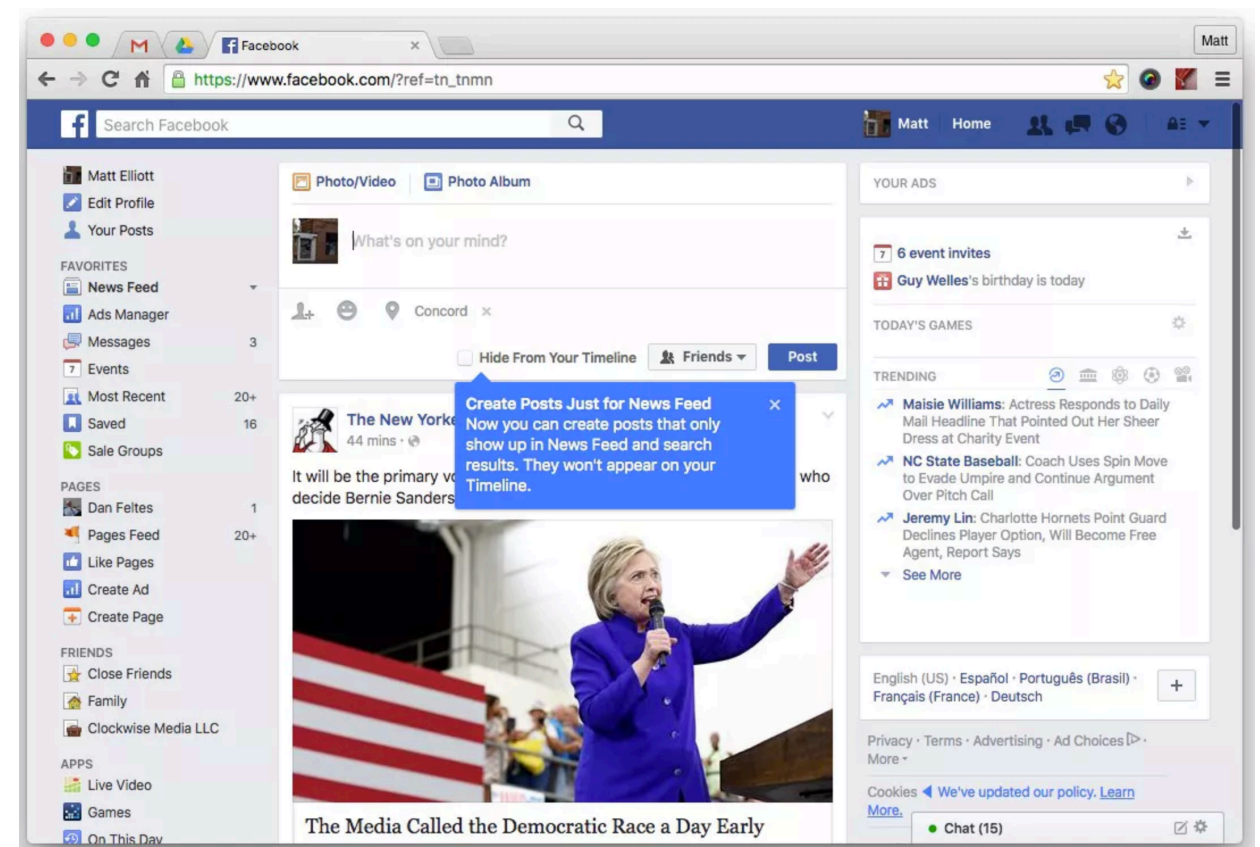 Matt
Facebook
https://www.facebook.com/?ref=tn_tnmn
Search Facebook
Matt
Home
Matt Elliott
Edit Profile
Your Posts
FAVORITES
News Feed
Ads Manager
Messages 3
7 Events
Most Recent 20+
Saved 16
Sale Groups
PAGES
Dan Feltes 1
Pages Feed 20+
Like Pages
Create Ad
Create Page
FRIENDS
Close Friends
Family
Clockwise Media LLC
APPS
Live Video
Games
On This Day
Photo/Video
Photo Album
What's on your mind?
Concord
Hide From Your Timeline
Friends
Post
Create Posts Just for News Feed
Now you can create posts that only
show up in News Feed and search
results. They won't appear on your
Timeline.
The New Yorke
44 mins ·
It will be the primary vo who
decide Bernie Sanders
The Media Called the Democratic Race a Day Early
YOUR ADS
7 6 event invites
Guy Welles's birthday is today
TODAY'S GAMES
TRENDING
Maisie Williams: Actress Responds to Daily
Mail Headline That Pointed Out Her Sheer
Dress at Charity Event
NC State Baseball: Coach Uses Spin Move
to Evade Umpire and Continue Argument
Over Pitch Call
Jeremy Lin: Charlotte Hornets Point Guard
Declines Player Option, Will Become Free
Agent, Report Says
See More
English (US) · Español · Português (Brasil) ·
Français (France) · Deutsch
Privacy · Terms · Advertising · Ad Choices ·
More
Cookies We've updated our policy. Learn
More.
Chat (15)